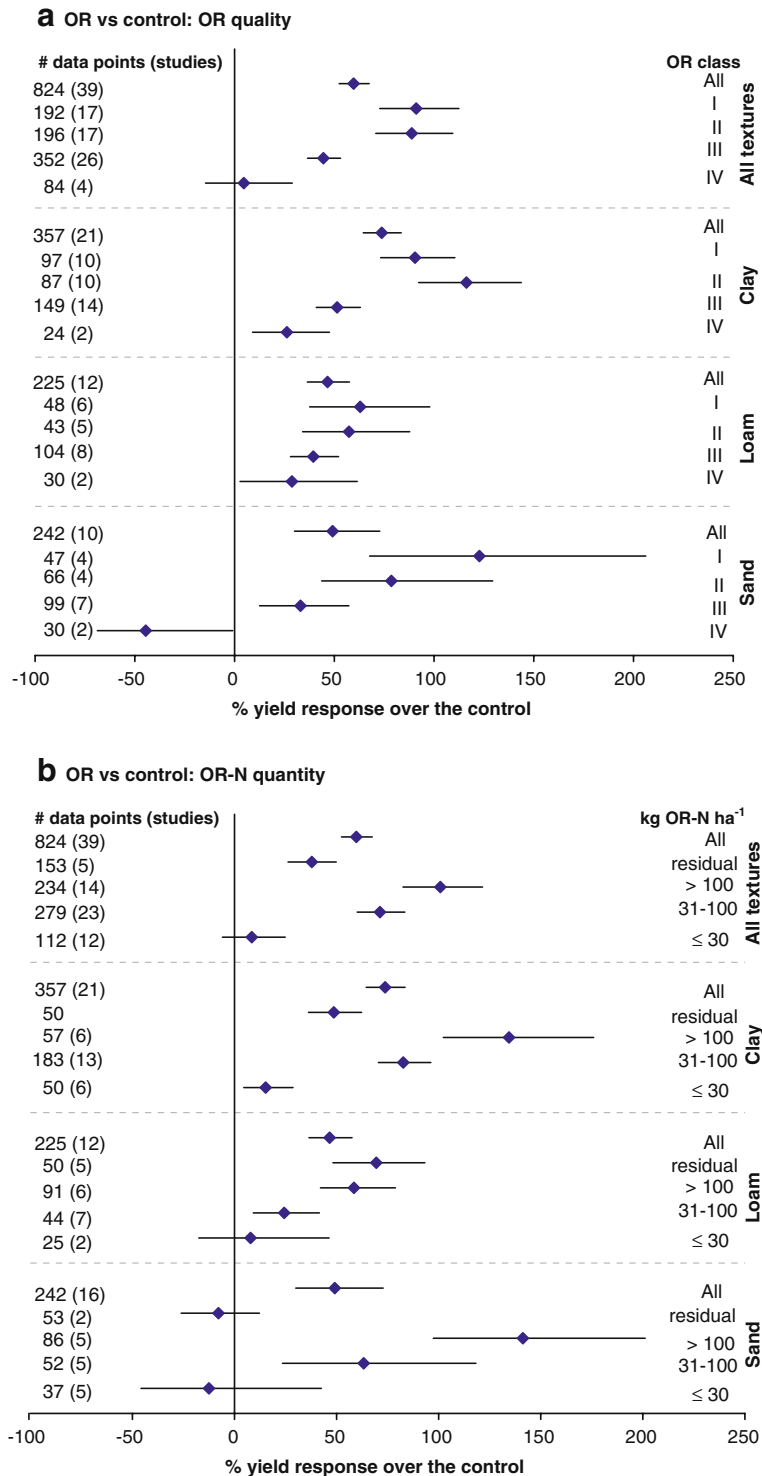 a OR vs control: OR quality
# data points (studies) OR class
824 (39) All
192 (17) I
196 (17) II
352 (26) III
84 (4) IV
All textures
357 (21) All
97 (10) I
87 (10) II
149 (14) III
24 (2) IV
Clay
225 (12) All
48 (6) I
43 (5) II
104 (8) III
30 (2) IV
Loam
242 (10) All
47 (4) I
66 (4) II
99 (7) III
30 (2) IV
Sand
-100 -50 0 50 100 150 200 250
% yield response over the control
b OR vs control: OR-N quantity
# data points (studies) kg OR-N ha⁻¹
824 (39) All
153 (5) residual
234 (14) > 100
279 (23) 31-100
112 (12) ≤ 30
All textures
357 (21) All
50 residual
57 (6) > 100
183 (13) 31-100
50 (6) ≤ 30
Clay
225 (12) All
50 (5) residual
91 (6) > 100
44 (7) 31-100
25 (2) ≤ 30
Loam
242 (16) All
53 (2) residual
86 (5) > 100
52 (5) 31-100
37 (5) ≤ 30
Sand
-100 -50 0 50 100 150 200 250
% yield response over the control